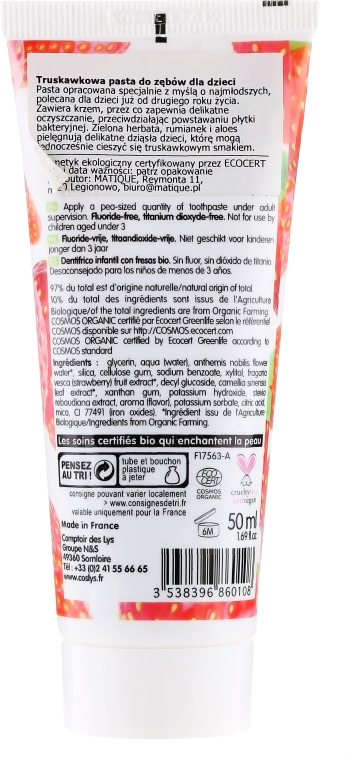 Truskawkowa pasta do zębów dla dzieci
Pasta opracowana specjalnie z myślą o najmłodszych,
polecana dla dzieci już od drugiego roku życia.
Zawiera krzem, przez co zapewnia delikatne
oczyszczanie, przeciwdziałając powstawaniu płytki
bakteryjnej. Zielona herbata, rumianek i aloes
pielęgnują delikatne dziąsła dzieci, które mogą
jednocześnie cieszyć się truskawkowym smakiem.
metyk ekologiczny certyfikowany przez ECOCERT
i data ważności: patrz opakowanie
butor: MATIQUE, Reymonta 11,
20 Legionowo, biuro@matique.pl
Apply a pea-sized quantity of toothpaste under adult
supervision. Fluoride-free, titanium dioxyde-free. Not for use by
children aged under 3
Fluoride-vrije, titaandioxide-vrije. Niet geschikt voor kinderen
jonger dan 3 jaar
Dentífrico infantil con fresas bio. Sin fluor, sin dióxido de titanio.
Desaconsejado para los niños de menos de 3 años.
97% du total est d'origine naturelle/natural origin of total.
10% du total des ingrédients sont issus de l'Agriculture
Biologique/of the total ingredients are from Organic Farming
COSMOS ORGANIC certifié par Ecocert Greenlife selon le référentiel
COSMOS disponible sur http://COSMOS.ecocert.com
COSMOS ORGANIC certified by Ecocert Greenlife according to
COSMOS standard
Ingrédients : glycerin, aqua (water), anthemis nobilis flower
water*, silica, cellulose gum, sodium benzoate, xylitol, fragaria
vesca (strawberry) fruit extract*, decyl glucoside, camellia sinensis
leaf extract*, xanthan gum, potassium hydroxide, stevia
rebaudiana extract, aroma (flavor), potassium sorbate, citric acid,
mica, CI 77491 (iron oxides). *Ingrédient issu de l'Agriculture
Biologique/Ingredient from Organic Farming.
Les soins certifiés bio qui enchantent la peau
PENSEZ
AU TRI !
tube et bouchon
plastique
à jeter
consigne pouvant varier localement
> www.consignesdetri.fr
valable uniquement pour la France
F17563-A
ECO
CERT
COSMOS
ORGANIC
Made in France
Comptoir des Lys
Groupe N&S
49360 Somloire
Tél : +33 (0)2 41 55 66 65
www.coslys.com
6M
50 ml
1.69 fl.oz
3 538396 860108